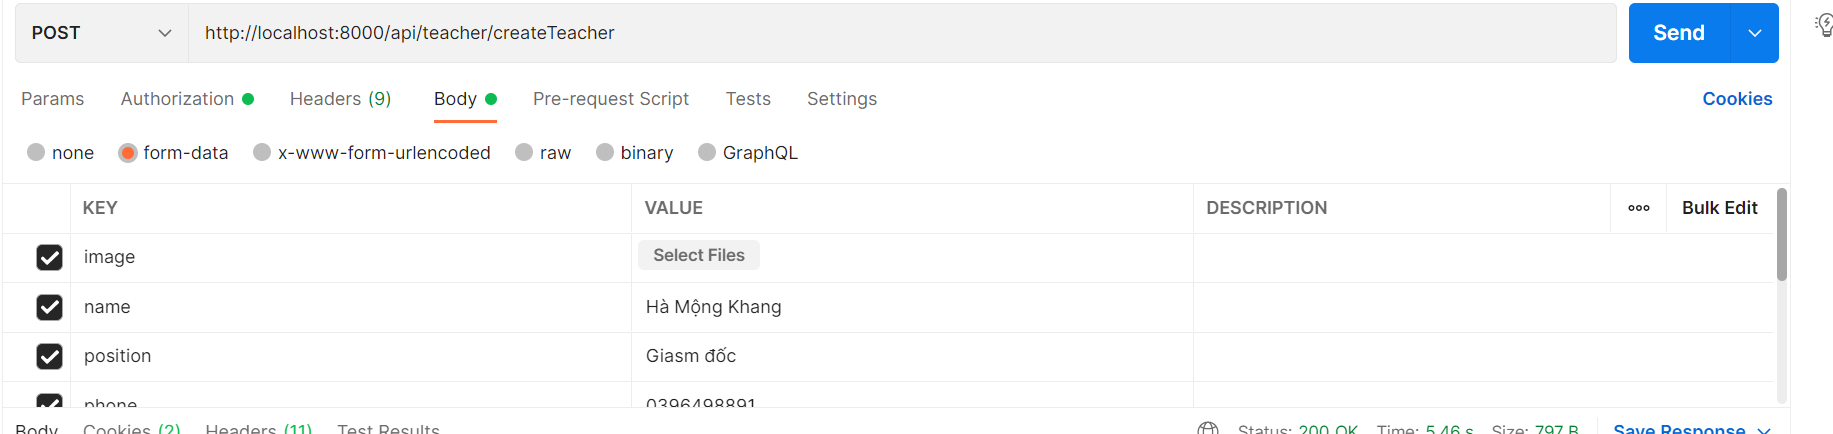 POST http://localhost:8000/api/teacher/createTeacher Send
Params Authorization Headers (9) Body Pre-request Script Tests Settings Cookies
none form-data x-www-form-urlencoded raw binary GraphQL
KEY VALUE DESCRIPTION ooo Bulk Edit
image Select Files
name Hà Mộng Khang
position Giasm đốc
phone 0396498891
Body Cookies (2) Headers (11) Test Results Status: 200 OK Time: 5.46 s Size: 797 B Save Response